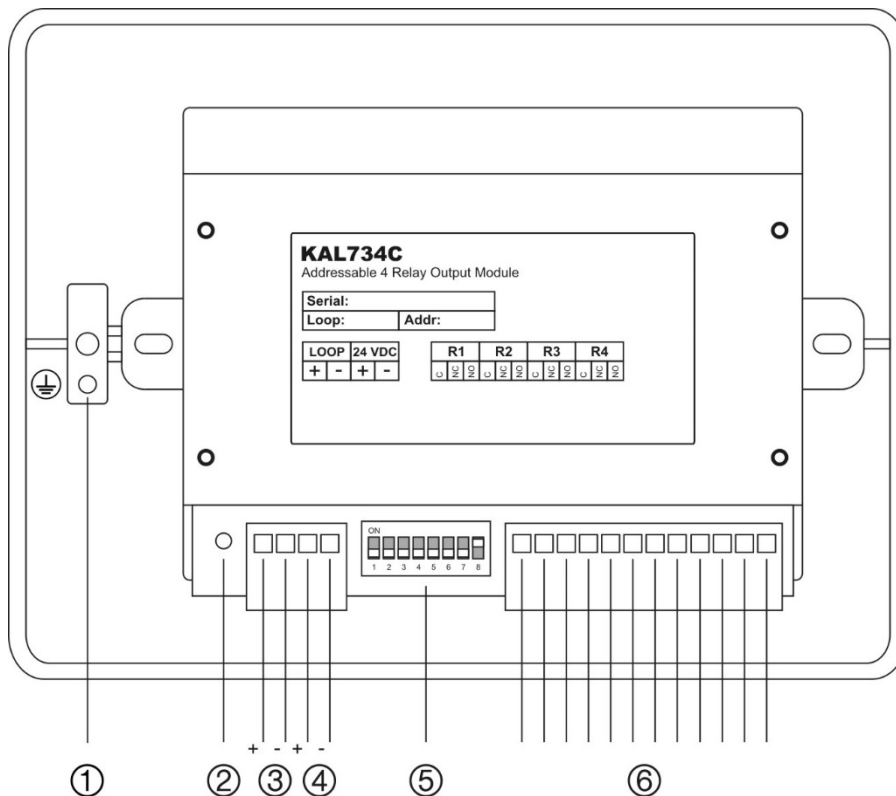 KAL734C
Addressable 4 Relay Output Module
Serial:
Loop: Addr:
LOOP 24 VDC
+ - + -
R1 R2 R3 R4
C NC NO C NC NO C NC NO C NC NO
ON
1 2 3 4 5 6 7 8
+ - + -
① ② ③ ④ ⑤ ⑥